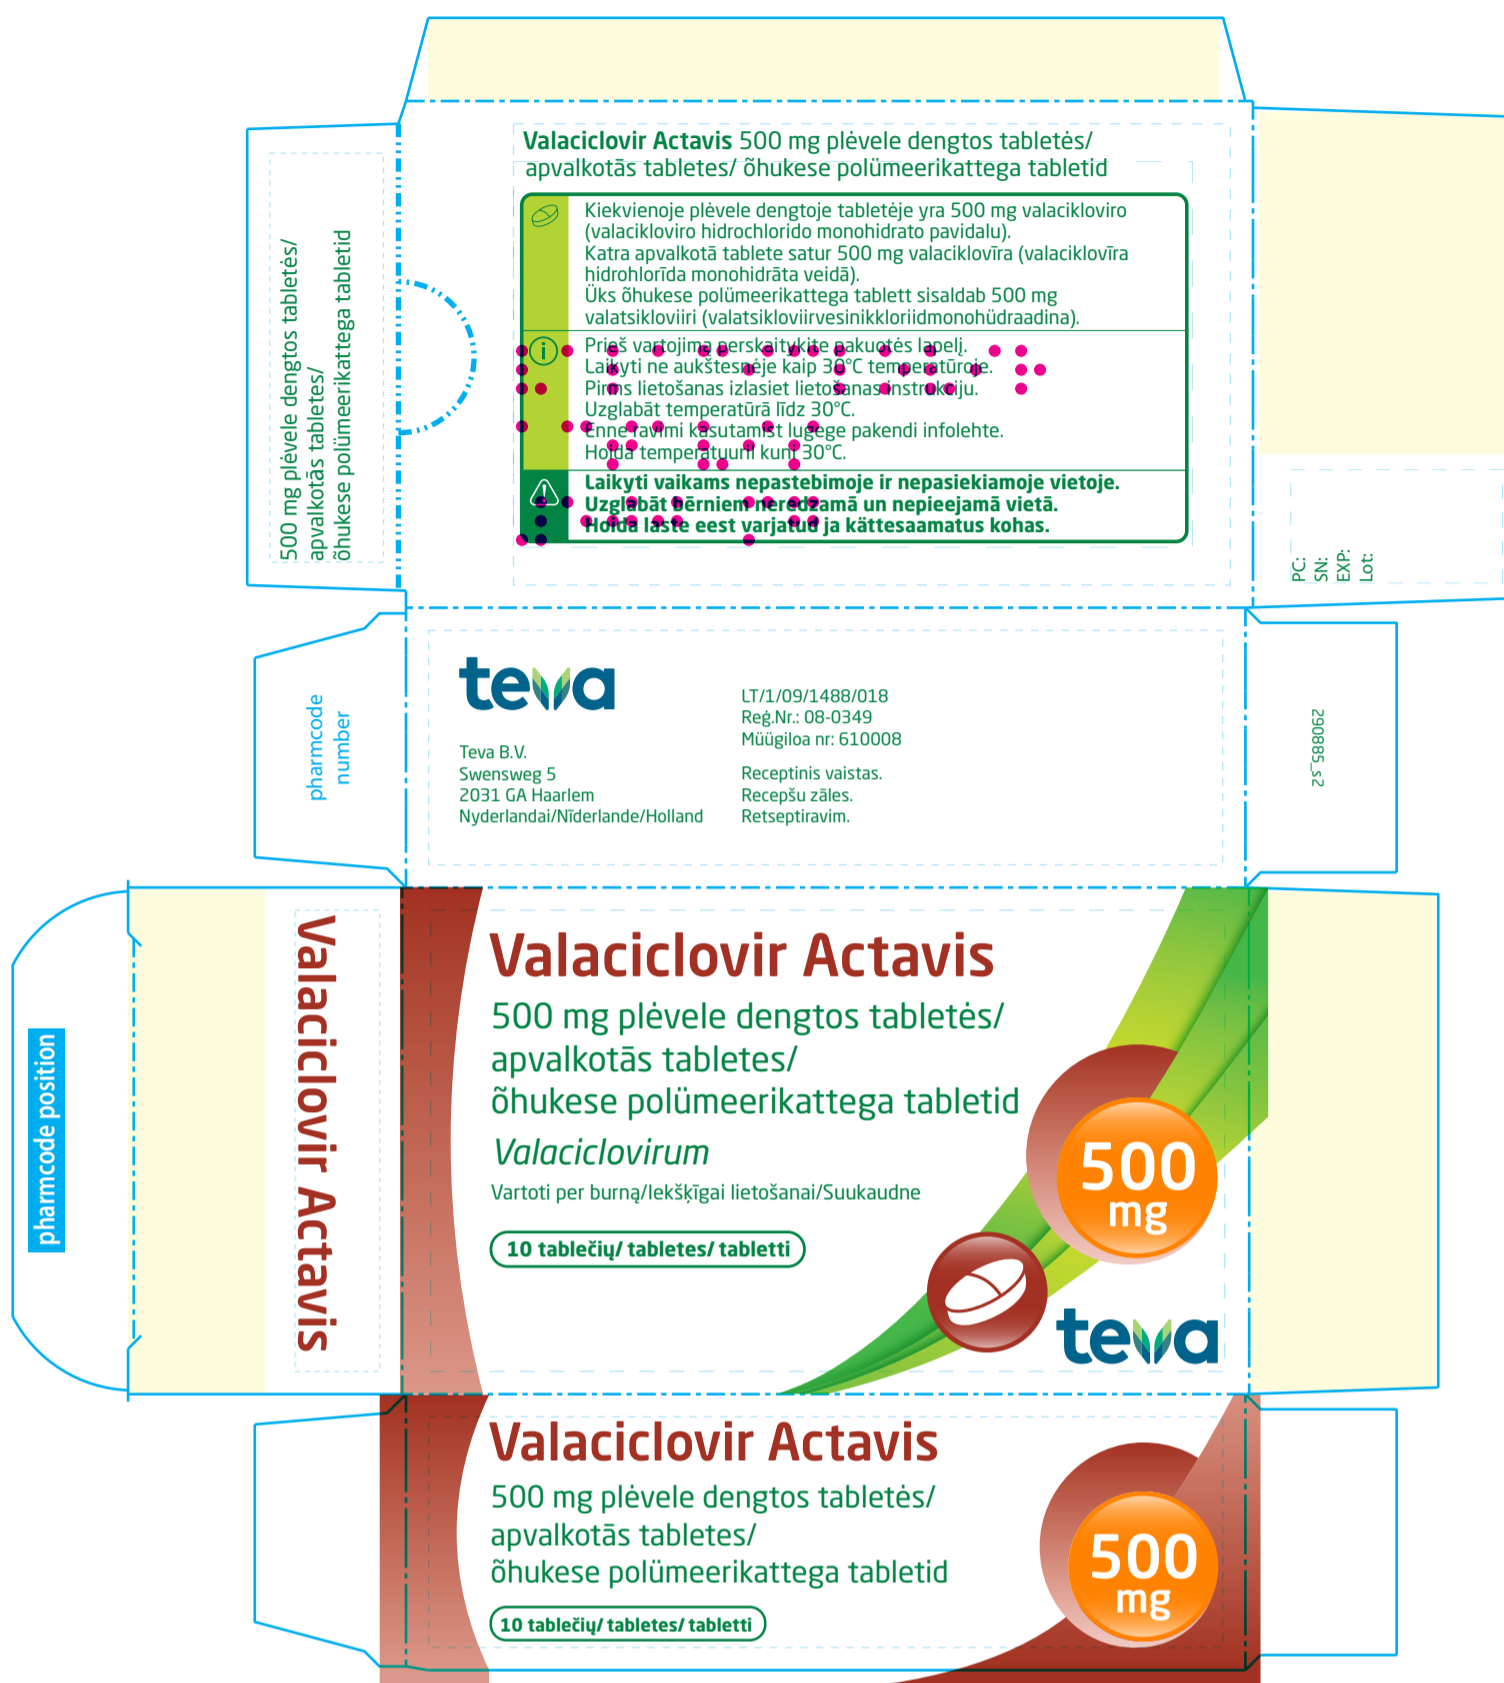 Valaciclovir Actavis 500 mg plėvele dengtos tabletės/
apvalkotās tabletes/ õhukese polümeerikattega tabletid
Kiekvienoje plėvele dengtoje tabletėje yra 500 mg valacikloviro
(valacikloviro hidrochlorido monohidrato pavidalu).
Katra apvalkotā tablete satur 500 mg valaciklovīra (valaciklovīra
hidrohlorīda monohidrāta veidā).
Üks õhukese polümeerikattega tablett sisaldab 500 mg
valatsikloviiri (valatsikloviirvesinikkloriidmonohüdraadina).
Prieš vartojimą perskaitykite pakuotės lapelį.
Laikyti ne aukštesnėje kaip 30°C temperatūroje.
Pirms lietošanas izlasiet lietošanas instrukciju.
Uzglabāt temperatūrā līdz 30°C.
Enne ravimi kasutamist lugege pakendi infolehte.
Hoida temperatuuril kuni 30°C.
Laikyti vaikams nepastebimoje ir nepasiekiamoje vietoje.
Uzglabāt bērniem neredzamā un nepieejamā vietā.
Hoida laste eest varjatud ja kättesaamatus kohas.
500 mg plėvele dengtos tabletės/
apvalkotās tabletes/
õhukese polümeerikattega tabletid
PC:
SN:
EXP:
Lot:
pharmcode
number
teva
Teva B.V.
Swensweg 5
2031 GA Haarlem
Nyderlandai/Nīderlande/Holland
LT/1/09/1488/018
Reģ.Nr.: 08-0349
Müügiloa nr: 610008
Receptinis vaistas.
Recepšu zāles.
Retseptiravim.
290885_s2
pharmcode position
Valaciclovir Actavis
Valaciclovir Actavis
500 mg plėvele dengtos tabletės/
apvalkotās tabletes/
õhukese polümeerikattega tabletid
Valaciclovirum
Vartoti per burną/Iekšķīgai lietošanai/Suukaudne
10 tablečių/ tabletes/ tabletti
500
mg
teva
Valaciclovir Actavis
500 mg plėvele dengtos tabletės/
apvalkotās tabletes/
õhukese polümeerikattega tabletid
10 tablečių/ tabletes/ tabletti
500
mg